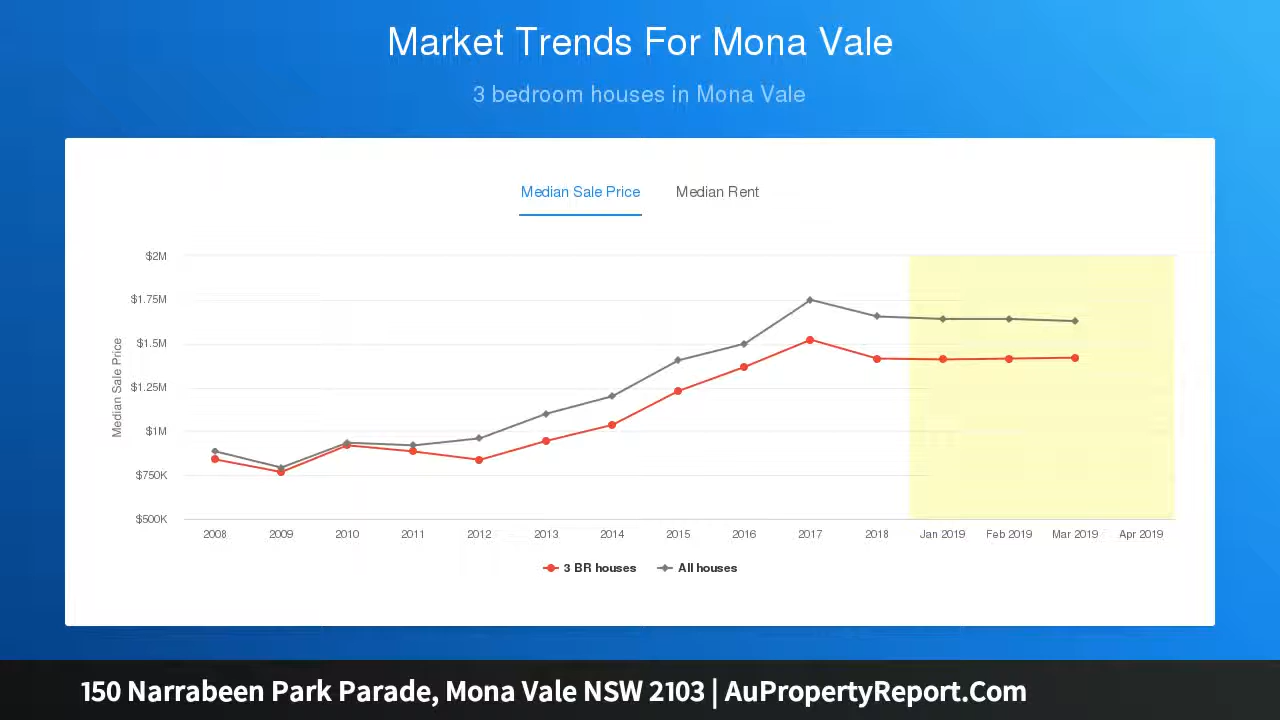 Market Trends For Mona Vale
3 bedroom houses in Mona Vale
Median Sale Price Median Rent
$2M
$1.75M
$1.5M
$1.25M
$1M
$750K
$500K
Median Sale Price
2008 2009 2010 2011 2012 2013 2014 2015 2016 2017 2018 Jan 2019 Feb 2019 Mar 2019 Apr 2019
3 BR houses All houses
150 Narrabeen Park Parade, Mona Vale NSW 2103 | AuPropertyReport.Com